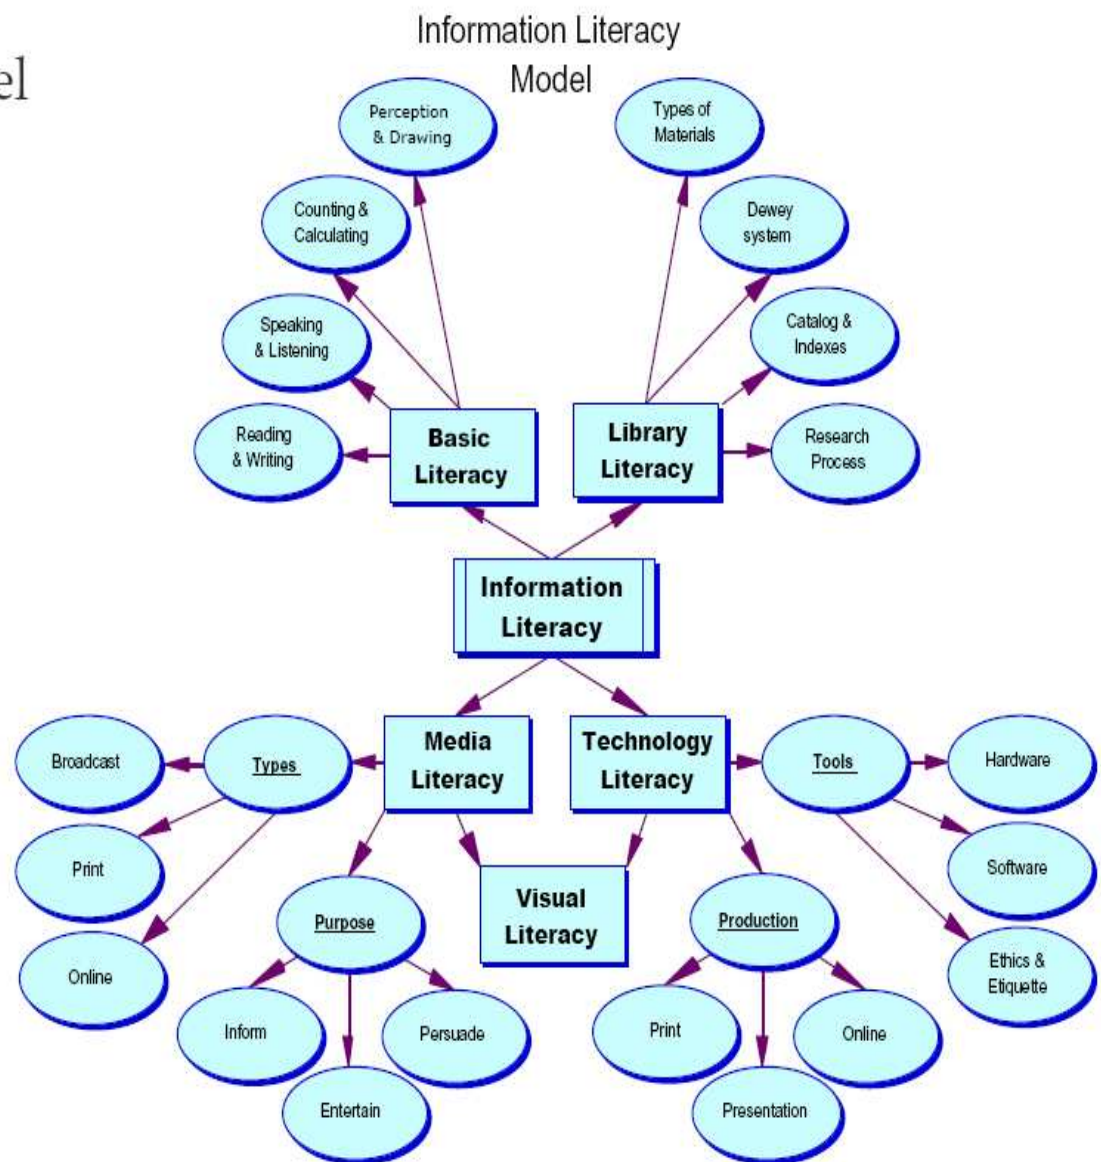 Information Literacy
Model
el
Perception
& Drawing
Types of
Materials
Counting &
Calculating
Dewey
system
Speaking
& Listening
Catalog &
Indexes
Reading
& Writing
Basic
Literacy
Library
Literacy
Research
Process
Information
Literacy
Broadcast
Types
Media
Literacy
Technology
Literacy
Tools
Hardware
Print
Software
Purpose
Visual
Literacy
Production
Online
Ethics &
Etiquette
Inform
Persuade
Print
Online
Entertain
Presentation